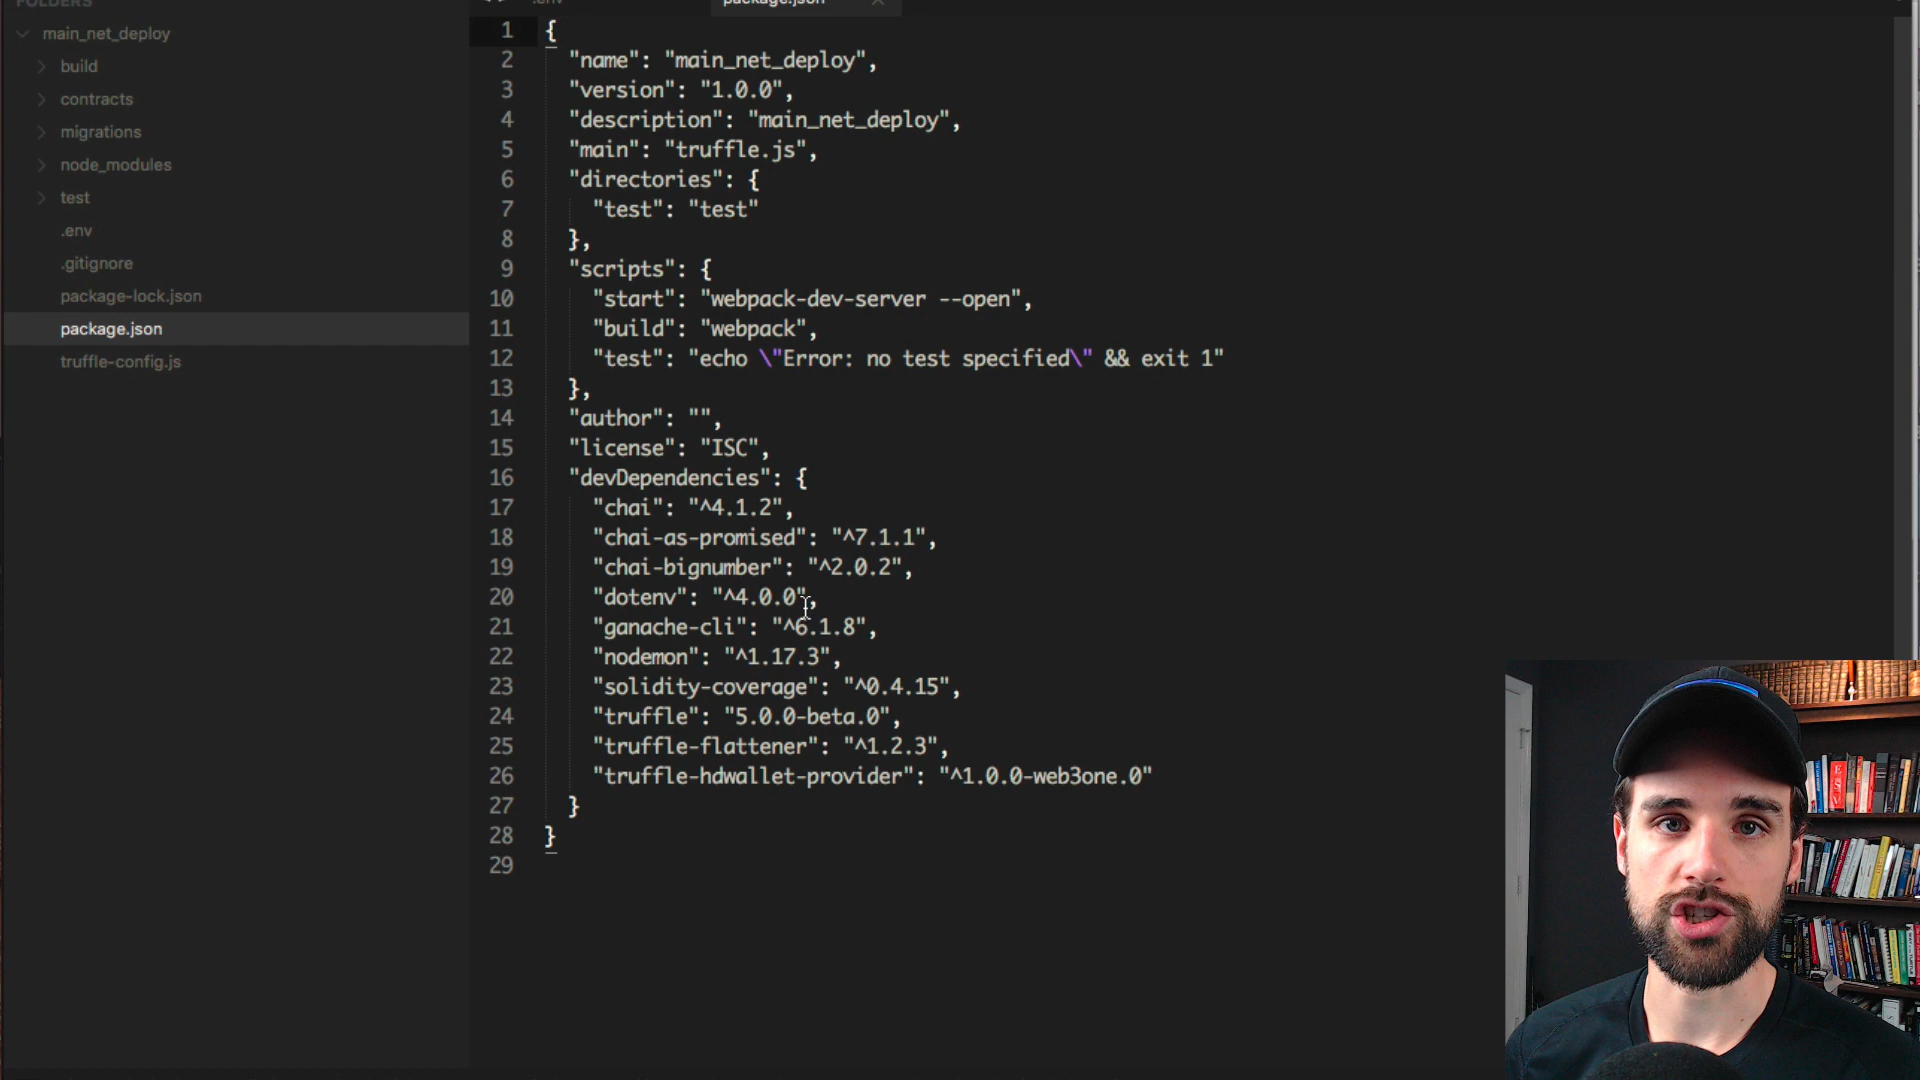 FOLDERS
main_net_deploy
build
contracts
migrations
node_modules
test
.env
.gitignore
package-lock.json
package.json
truffle-config.js
.env
package.json
1 {
2 "name": "main_net_deploy",
3 "version": "1.0.0",
4 "description": "main_net_deploy",
5 "main": "truffle.js",
6 "directories": {
7 "test": "test"
8 },
9 "scripts": {
10 "start": "webpack-dev-server --open",
11 "build": "webpack",
12 "test": "echo \"Error: no test specified\" && exit 1"
13 },
14 "author": "",
15 "license": "ISC",
16 "devDependencies": {
17 "chai": "^4.1.2",
18 "chai-as-promised": "^7.1.1",
19 "chai-bignumber": "^2.0.2",
20 "dotenv": "^4.0.0",
21 "ganache-cli": "^6.1.8",
22 "nodemon": "^1.17.3",
23 "solidity-coverage": "^0.4.15",
24 "truffle": "5.0.0-beta.0",
25 "truffle-flattener": "^1.2.3",
26 "truffle-hdwallet-provider": "^1.0.0-web3one.0"
27 }
28 }
29